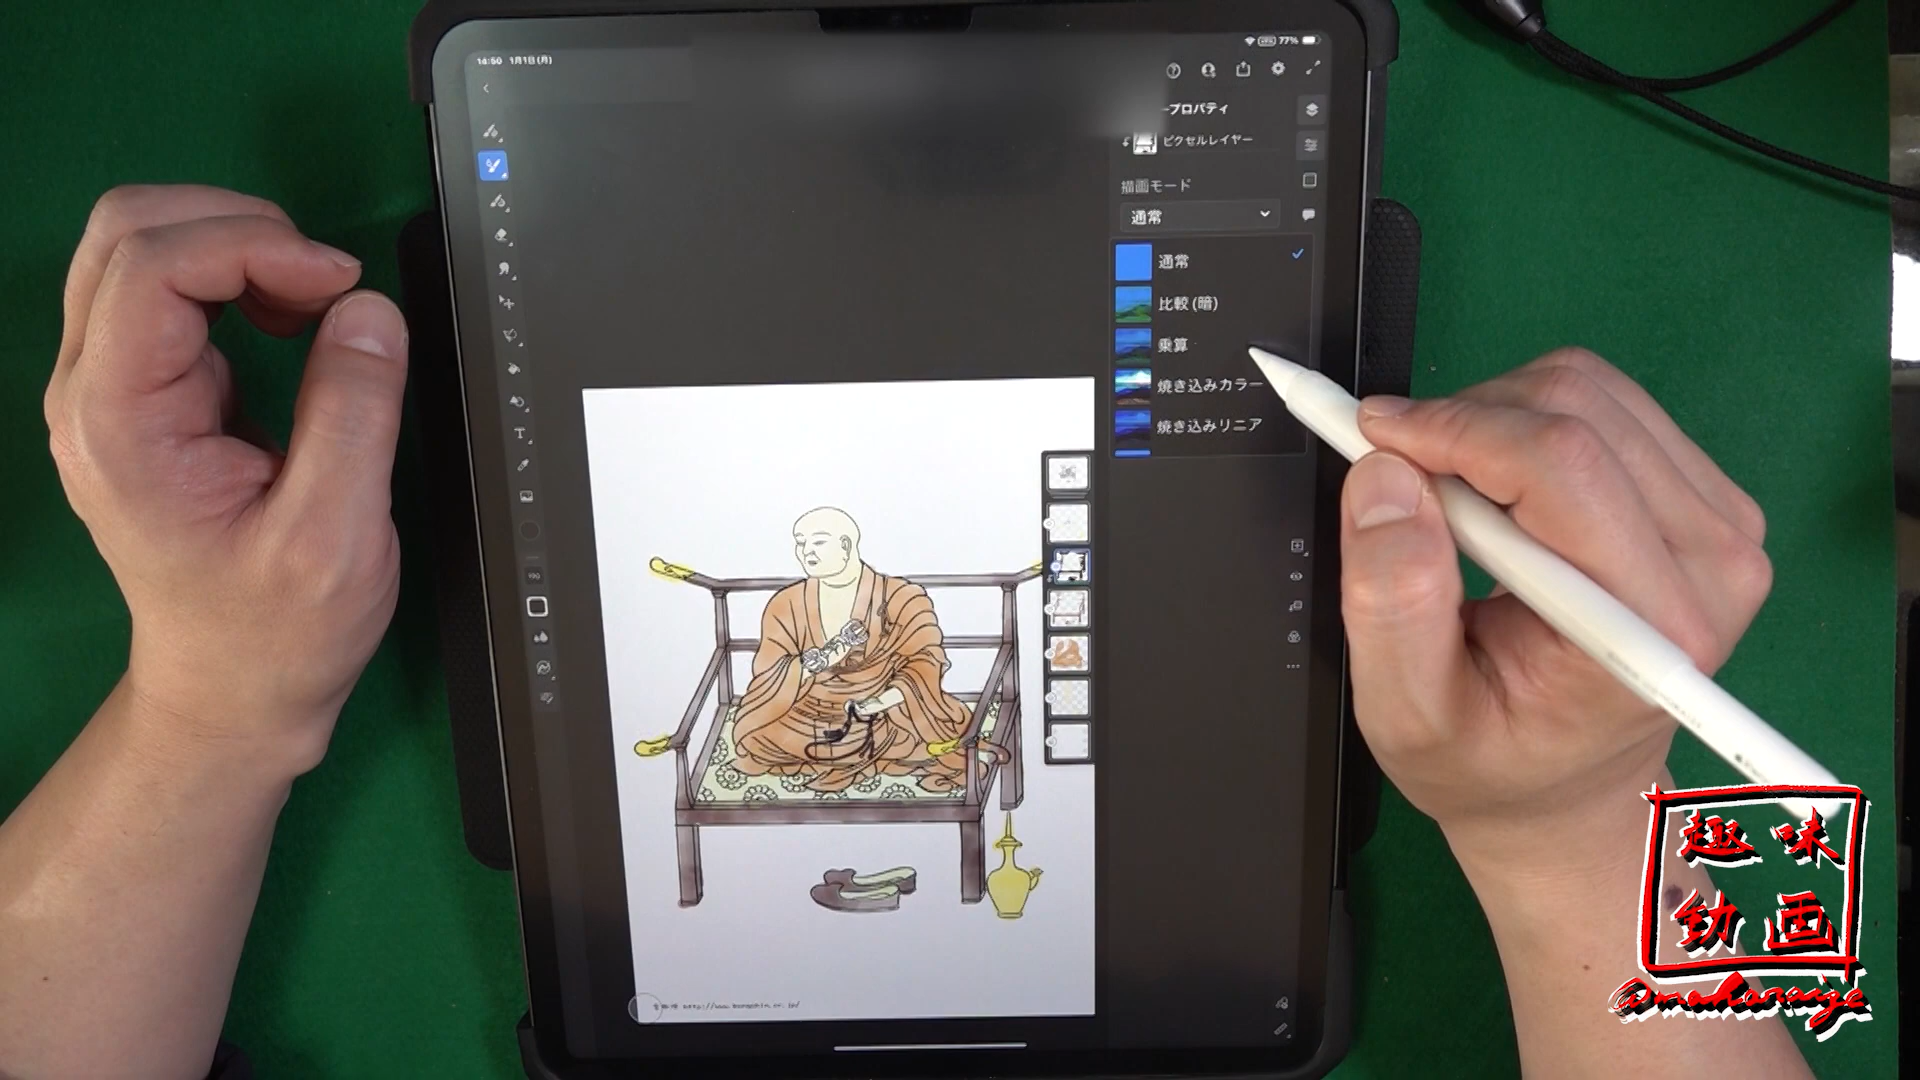 14:50 1月1日(月)
77%
プロパティ
ピクセルレイヤー
描画モード
通常
通常
比較(暗)
乗算
焼き込みカラー
焼き込みリニア
T
190
趣味
動画